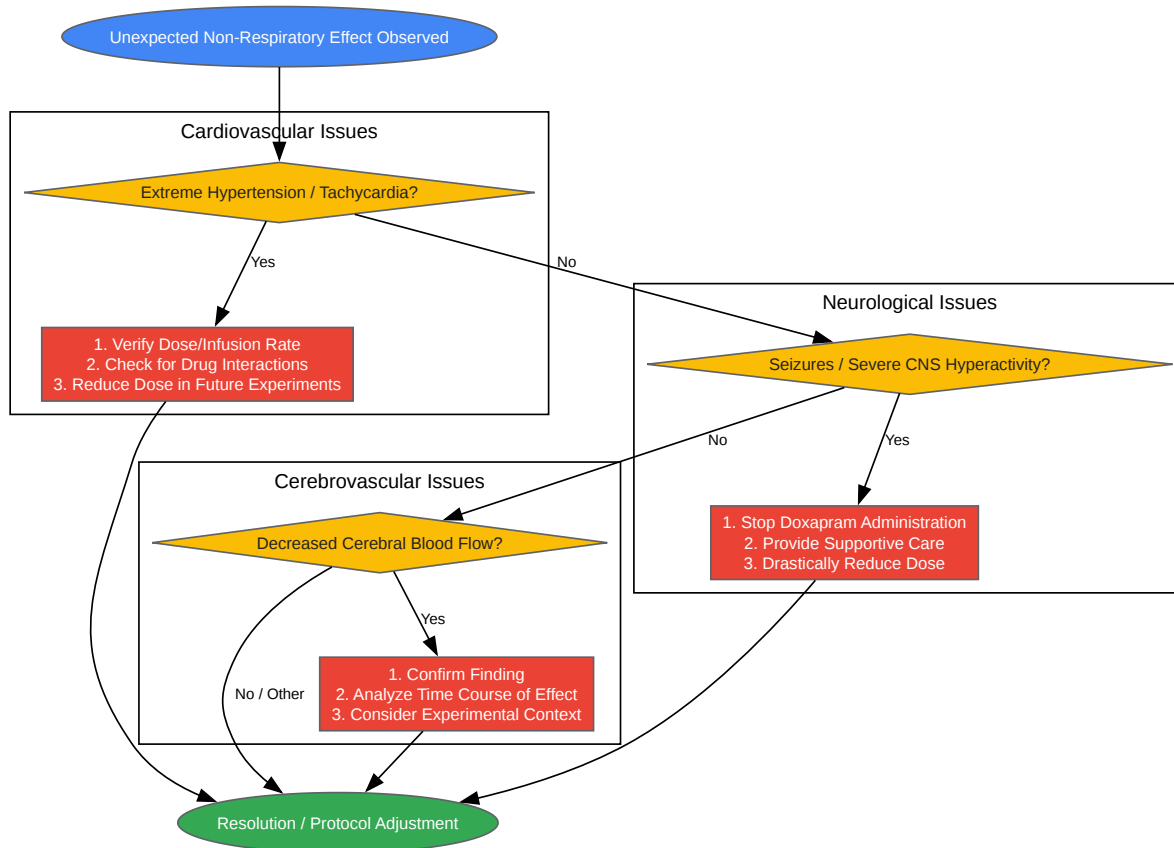 Unexpected Non-Respiratory Effect Observed
Cardiovascular Issues
Extreme Hypertension / Tachycardia?
Yes
No
1. Verify Dose/Infusion Rate
2. Check for Drug Interactions
3. Reduce Dose in Future Experiments
Neurological Issues
Seizures / Severe CNS Hyperactivity?
No
Yes
1. Stop Doxapram Administration
2. Provide Supportive Care
3. Drastically Reduce Dose
Cerebrovascular Issues
Decreased Cerebral Blood Flow?
Yes
No / Other
1. Confirm Finding
2. Analyze Time Course of Effect
3. Consider Experimental Context
Resolution / Protocol Adjustment